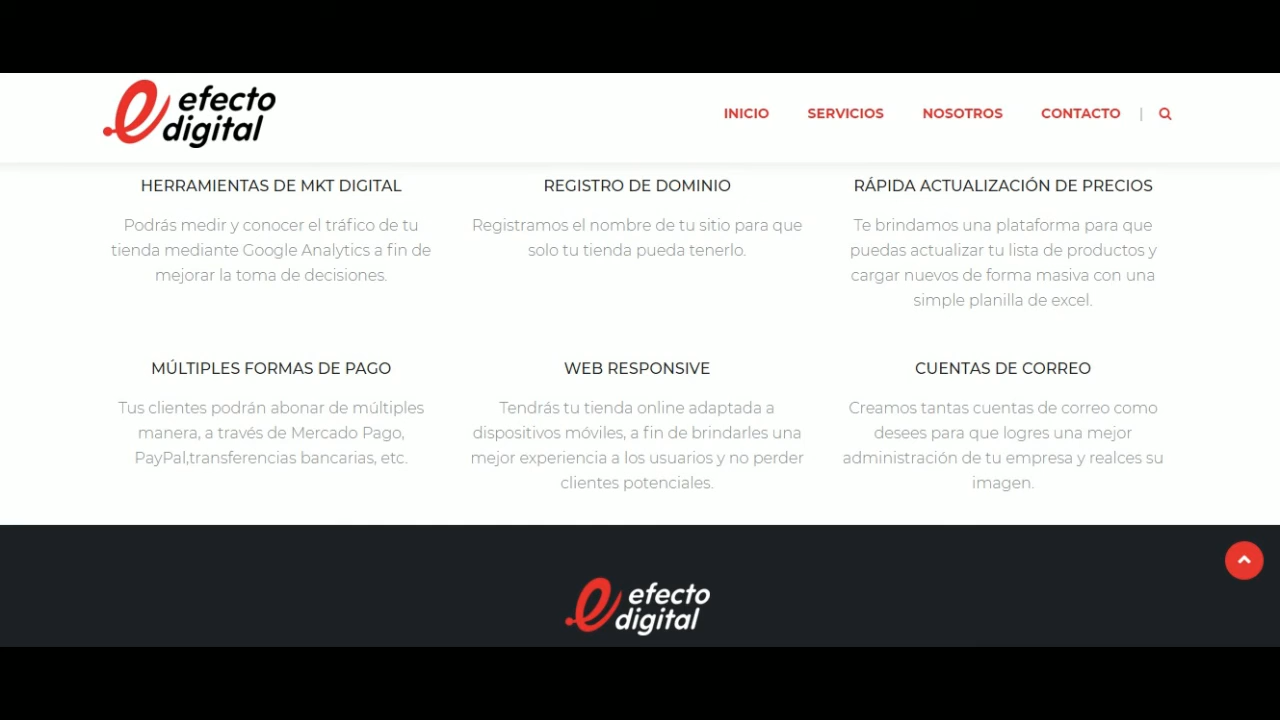 efecto
digital
INICIO SERVICIOS NOSOTROS CONTACTO |
HERRAMIENTAS DE MKT DIGITAL
Podrás medir y conocer el tráfico de tu
tienda mediante Google Analytics a fin de
mejorar la toma de decisiones.
REGISTRO DE DOMINIO
Registramos el nombre de tu sitio para que
solo tu tienda pueda tenerlo.
RÁPIDA ACTUALIZACIÓN DE PRECIOS
Te brindamos una plataforma para que
puedas actualizar tu lista de productos y
cargar nuevos de forma masiva con una
simple planilla de excel.
MÚLTIPLES FORMAS DE PAGO
Tus clientes podrán abonar de múltiples
manera, a través de Mercado Pago,
PayPal,transferencias bancarias, etc.
WEB RESPONSIVE
Tendrás tu tienda online adaptada a
dispositivos móviles, a fin de brindarles una
mejor experiencia a los usuarios y no perder
clientes potenciales.
CUENTAS DE CORREO
Creamos tantas cuentas de correo como
desees para que logres una mejor
administración de tu empresa y realces su
imagen.
efecto
digital